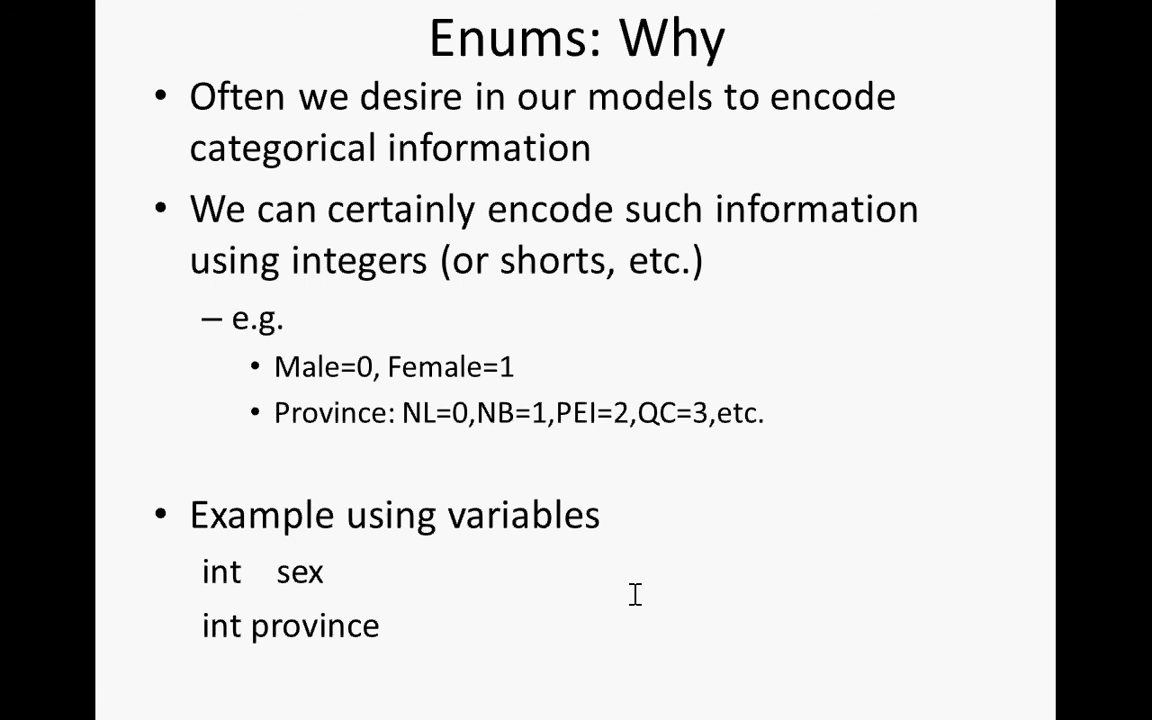 Enums: Why
• Often we desire in our models to encode
categorical information
• We can certainly encode such information
using integers (or shorts, etc.)
– e.g.
• Male=0, Female=1
• Province: NL=0,NB=1,PEI=2,QC=3,etc.
• Example using variables
int sex
int province